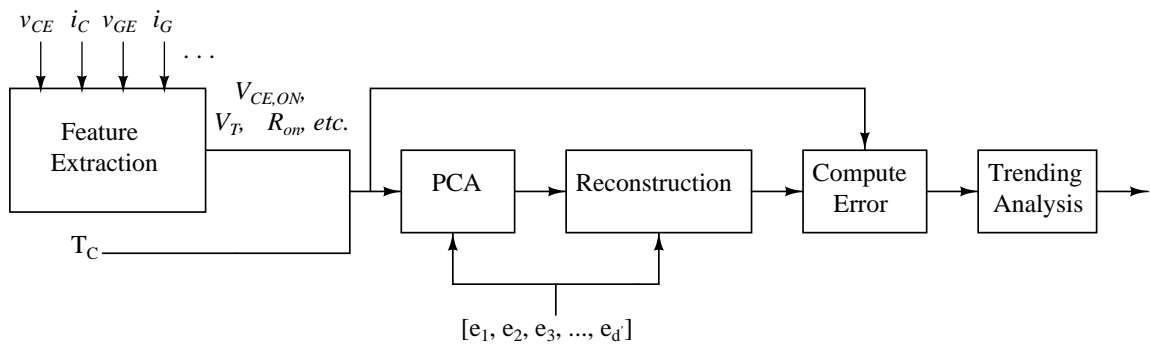 v_CE i_C v_GE i_G ...
V_CE,ON,
V_T, R_on, etc.
Feature
Extraction
PCA
Reconstruction
Compute
Error
Trending
Analysis
T_C
[e_1, e_2, e_3, ..., e_d']